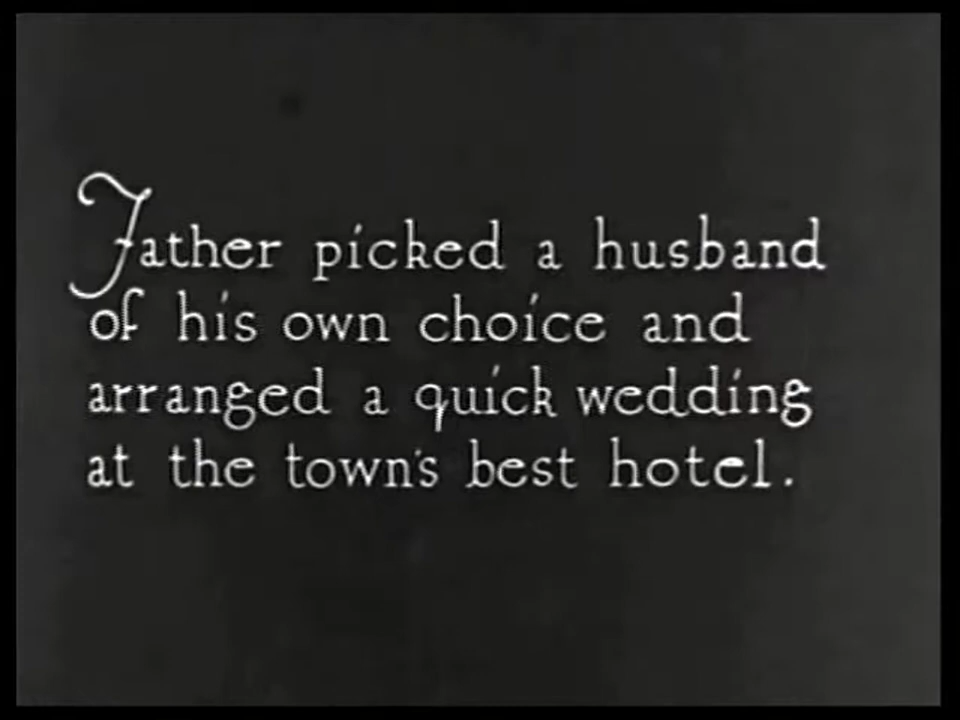 Father picked a husband
of his own choice and
arranged a quick wedding
at the town's best hotel.